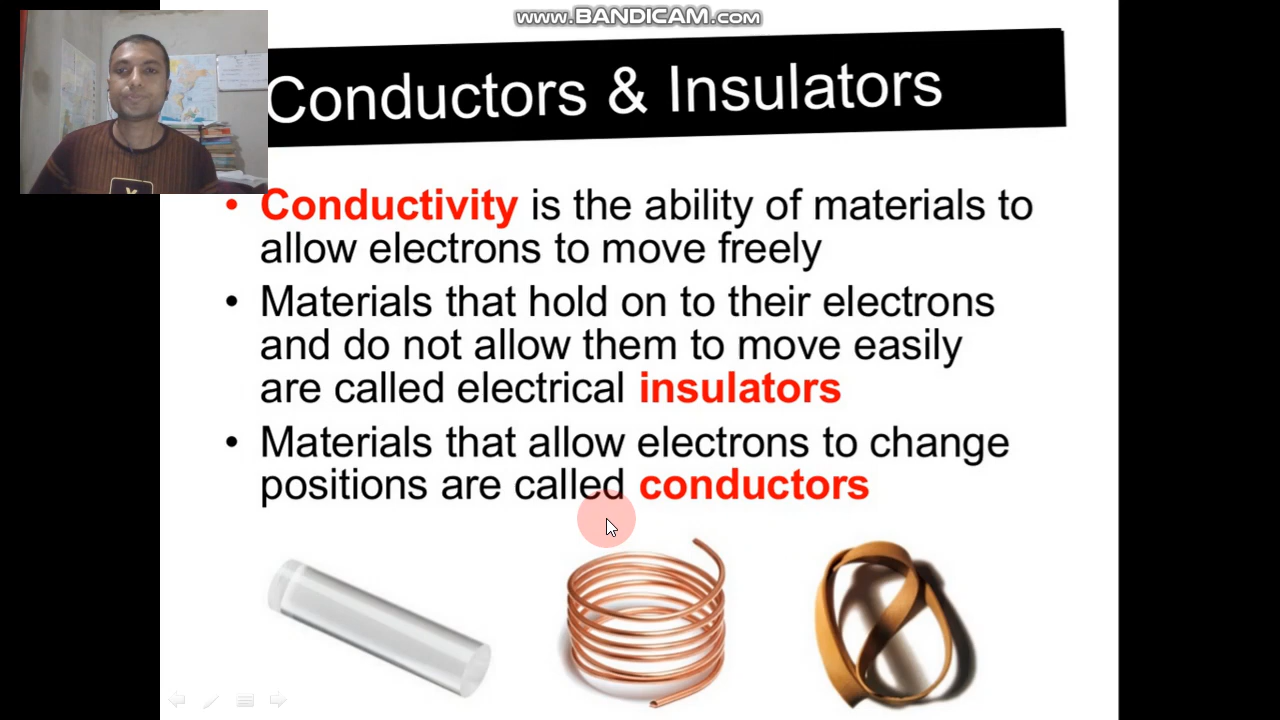 www.BANDICAM.com
Conductors & Insulators
• Conductivity is the ability of materials to
allow electrons to move freely
• Materials that hold on to their electrons
and do not allow them to move easily
are called electrical insulators
• Materials that allow electrons to change
positions are called conductors